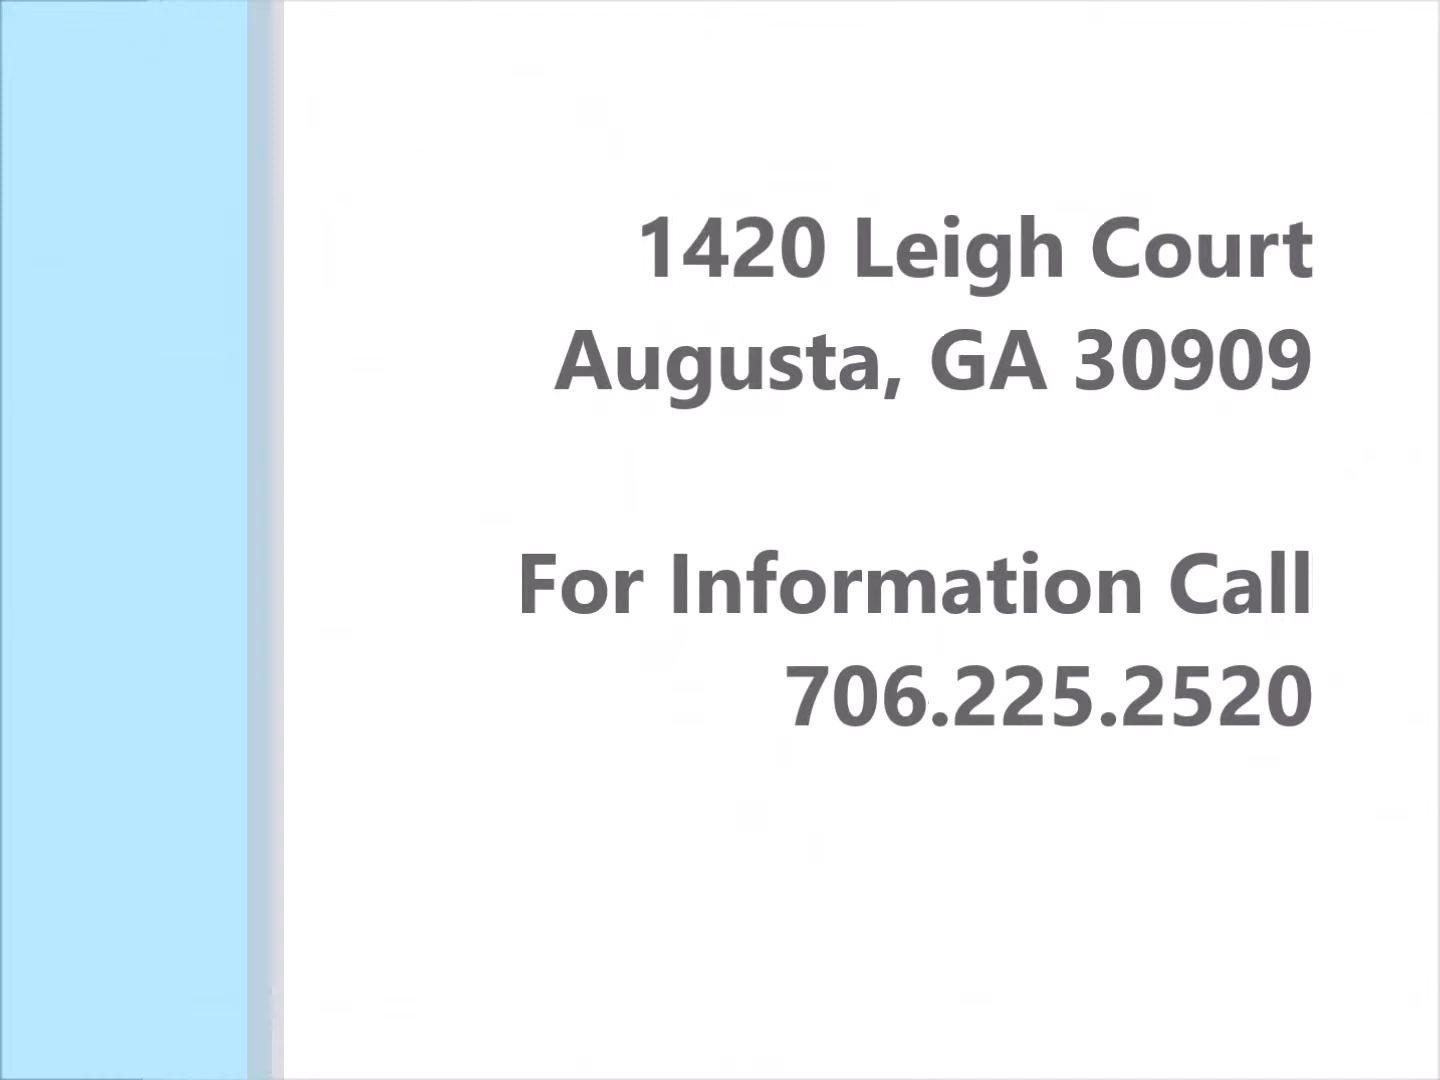 1420 Leigh Court
Augusta, GA 30909
For Information Call
706.225.2520